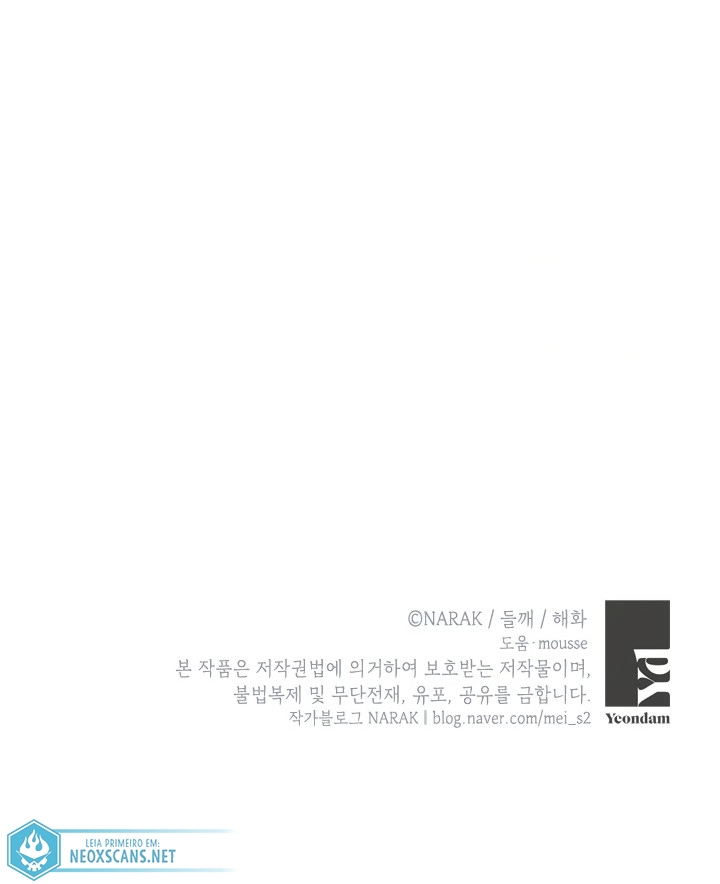 ©NARAK / 들깨 / 해화
도움·mousse
본 작품은 저작권법에 의거하여 보호받는 저작물이며,
불법복제 및 무단전재, 유포, 공유를 금합니다.
작가블로그 NARAK || blog.naver.com/mei_s2
Yd
Yeondam
LEIA PRIMEIRO EM:
NEOXSCANS.NET